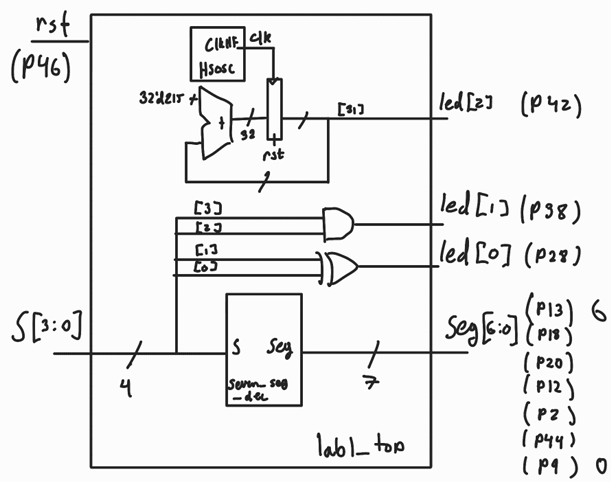 rst
(P46)
clk
ClkHF
HSOSC
32'd215
+
32
rst
[31]
led[2] (P42)
[3]
[2]
led[1] (P38)
[1]
[0]
led[0] (P28)
S[3:0]
4
S Seg
Seven_seg
_dec
7
Seg[6:0]
(P13) 6
(P18)
(P20)
(P12)
(P2)
(P44)
(P9) 0
lab1_top